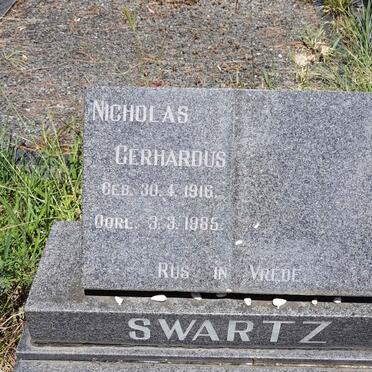 NICHOLAS
GERHARDUS
GEB. 30. 4. 1916.
OORL. 3. 3. 1985.
RUS IN VREDE
SWARTZ